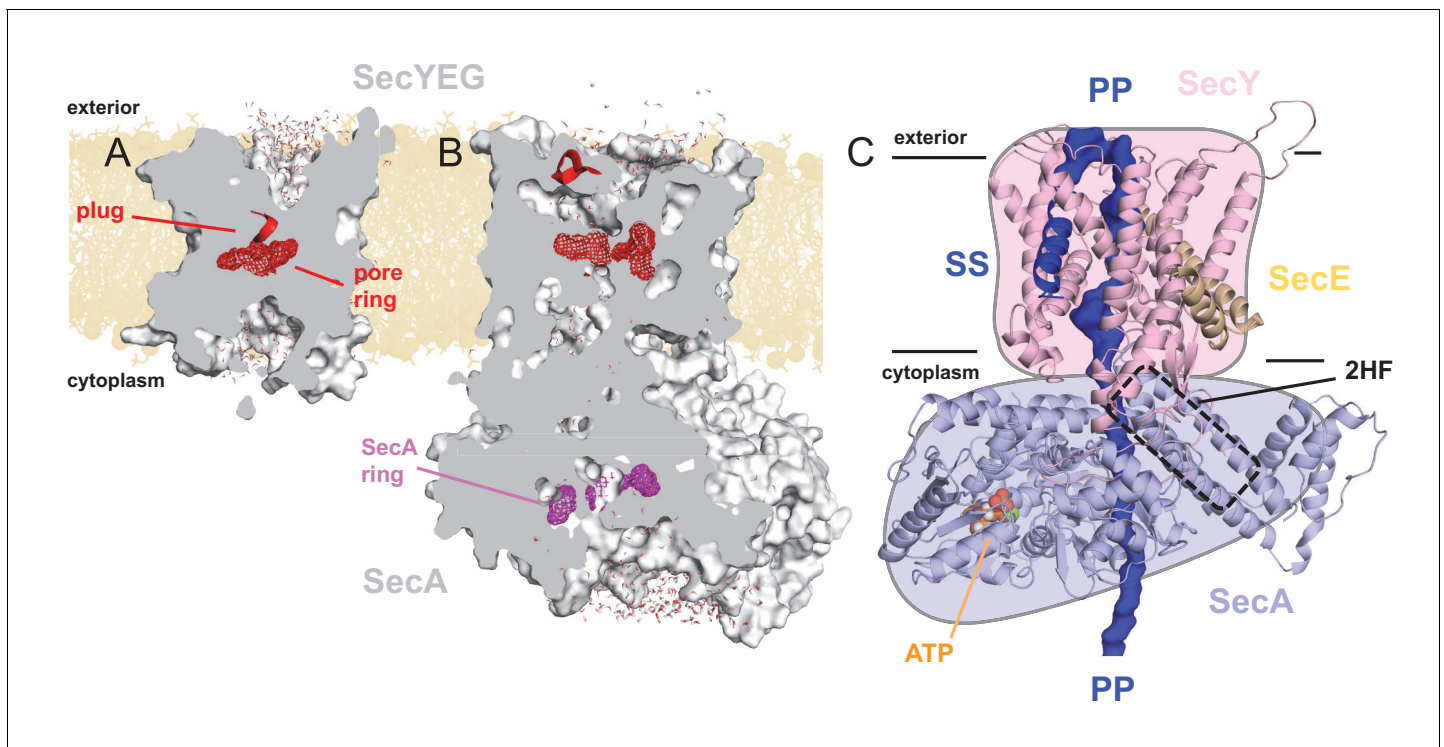 SecYEG
exterior
A
B
plug
pore
ring
cytoplasm
SecA
ring
SecA
C
PP
SecY
exterior
SS
SecE
cytoplasm
2HF
SecA
ATP
PP